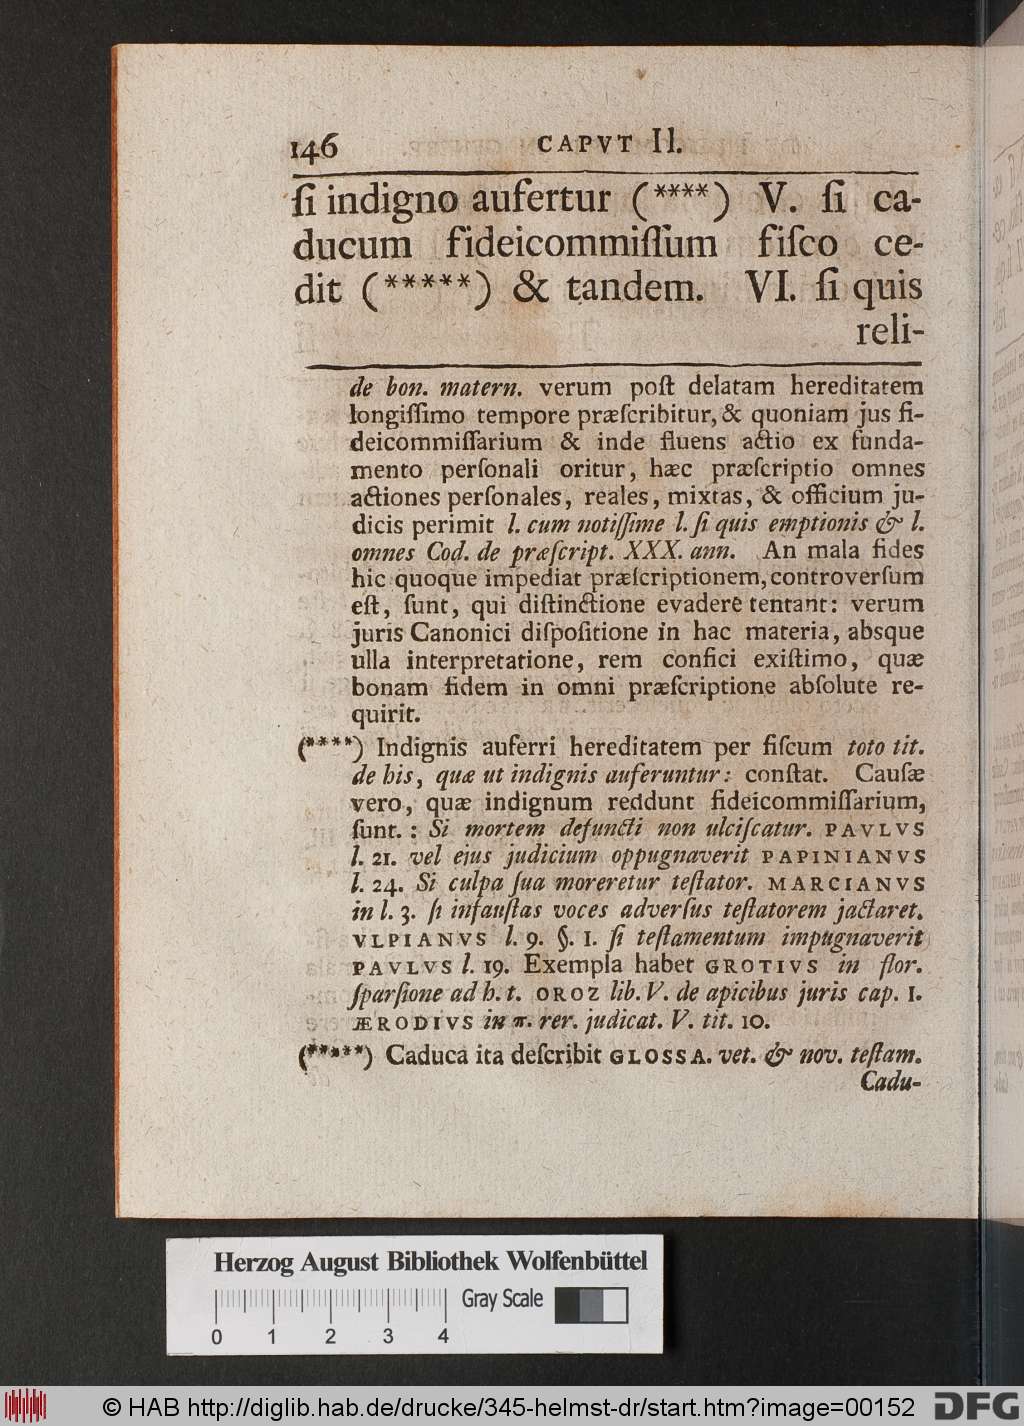 146 CAPVT II.
ſi indigno aufertur (****) V. ſi ca-
ducum fideicommiſſum fiſco ce-
dit (*****) & tandem. VI. ſi quis
reli-
de bon. matern. verum poſt delatam hereditatem
longiſſimo tempore præſcribitur, & quoniam jus fi-
deicommiſſarium & inde fluens actio ex funda-
mento perſonali oritur, hæc præſcriptio omnes
actiones perſonales, reales, mixtas, & officium ju-
dicis perimit l. cum notiſſime l. ſi quis emptionis & l.
omnes Cod. de præſcript. XXX. ann. An mala fides
hic quoque impediat præſcriptionem, controverſum
eſt, ſunt, qui diſtinctione evadere tentant: verum
juris Canonici diſpoſitione in hac materia, absque
ulla interpretatione, rem confici exiſtimo, quæ
bonam fidem in omni præſcriptione abſolute re-
quirit.
(****) Indignis auferri hereditatem per fiſcum toto tit.
de his, quæ ut indignis auferuntur: conſtat. Cauſæ
vero, quæ indignum reddunt fideicommiſſarium,
ſunt. : Si mortem defuncti non ulciſcatur. PAVLVS
l. 21. vel ejus judicium oppugnaverit PAPINIANVS
l. 24. Si culpa ſua moreretur teſtator. MARCIANVS
in l. 3. ſi infauſtas voces adverſus teſtatorem jactaret.
VLPIANVS l. 9. §. 1. ſi teſtamentum impugnaverit
PAVLVS l. 19. Exempla habet GROTIVS in flor.
ſparſione ad h. t. OROZ lib. V. de apicibus juris cap. 1.
ÆRODIVS in π. rer. judicat. V. tit. 10.
(*****) Caduca ita deſcribit GLOSSA. vet. & nov. teſtam.
Cadu-
Herzog August Bibliothek Wolfenbüttel
Gray Scale
0 1 2 3 4
© HAB http://diglib.hab.de/drucke/345-helmst-dr/start.htm?image=00152 DFG